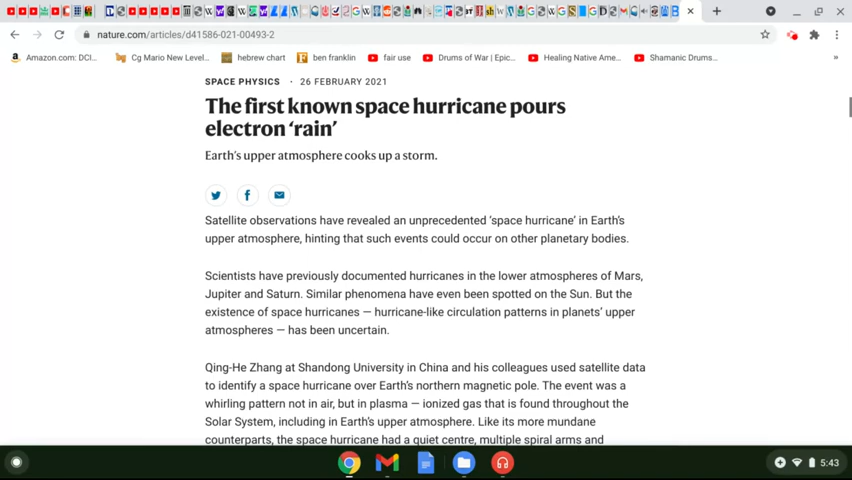 nature.com/articles/d41586-021-00493-2
Amazon.com: DCI...
Cg Mario New Level...
hebrew chart
ben franklin
fair use
Drums of War | Epic...
Healing Native Ame...
Shamanic Drums...
»
SPACE PHYSICS · 26 FEBRUARY 2021
The first known space hurricane pours
electron ‘rain’
Earth’s upper atmosphere cooks up a storm.
Satellite observations have revealed an unprecedented ‘space hurricane’ in Earth’s
upper atmosphere, hinting that such events could occur on other planetary bodies.
Scientists have previously documented hurricanes in the lower atmospheres of Mars,
Jupiter and Saturn. Similar phenomena have even been spotted on the Sun. But the
existence of space hurricanes — hurricane-like circulation patterns in planets’ upper
atmospheres — has been uncertain.
Qing-He Zhang at Shandong University in China and his colleagues used satellite data
to identify a space hurricane over Earth’s northern magnetic pole. The event was a
whirling pattern not in air, but in plasma — ionized gas that is found throughout the
Solar System, including in Earth’s upper atmosphere. Like its more mundane
counterparts, the space hurricane had a quiet centre, multiple spiral arms and
5:43